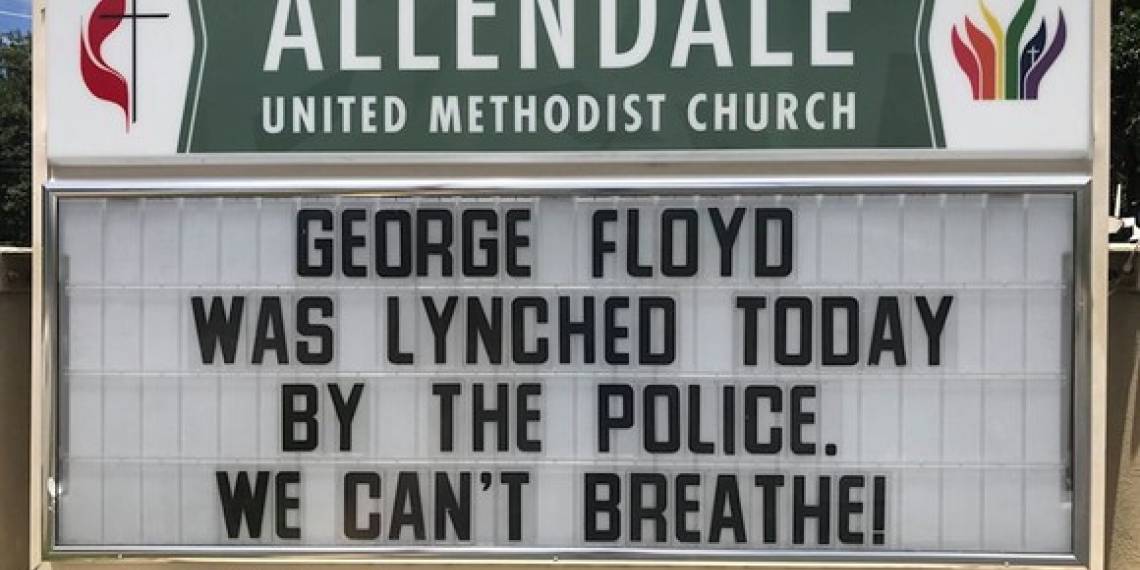 ALLENDALE
UNITED METHODIST CHURCH
GEORGE FLOYD
WAS LYNCHED TODAY
BY THE POLICE.
WE CAN'T BREATHE!